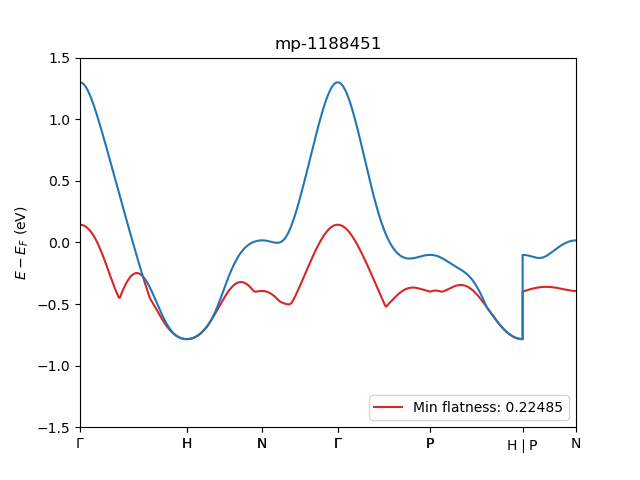 mp-1188451
1.5
1.0
0.5
0.0
−0.5
−1.0
−1.5
E − E_F (eV)
Min flatness: 0.22485
Γ H N Γ P H | P N